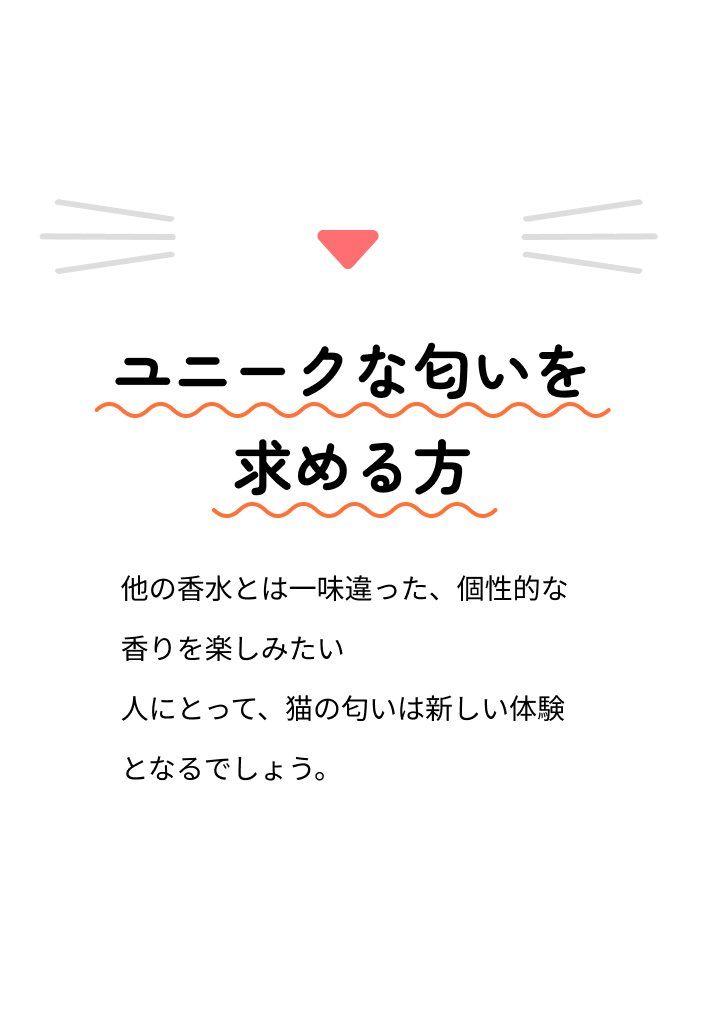 ユニークな匂いを
求める方
他の香水とは一味違った、個性的な
香りを楽しみたい
人にとって、猫の匂いは新しい体験
となるでしょう。